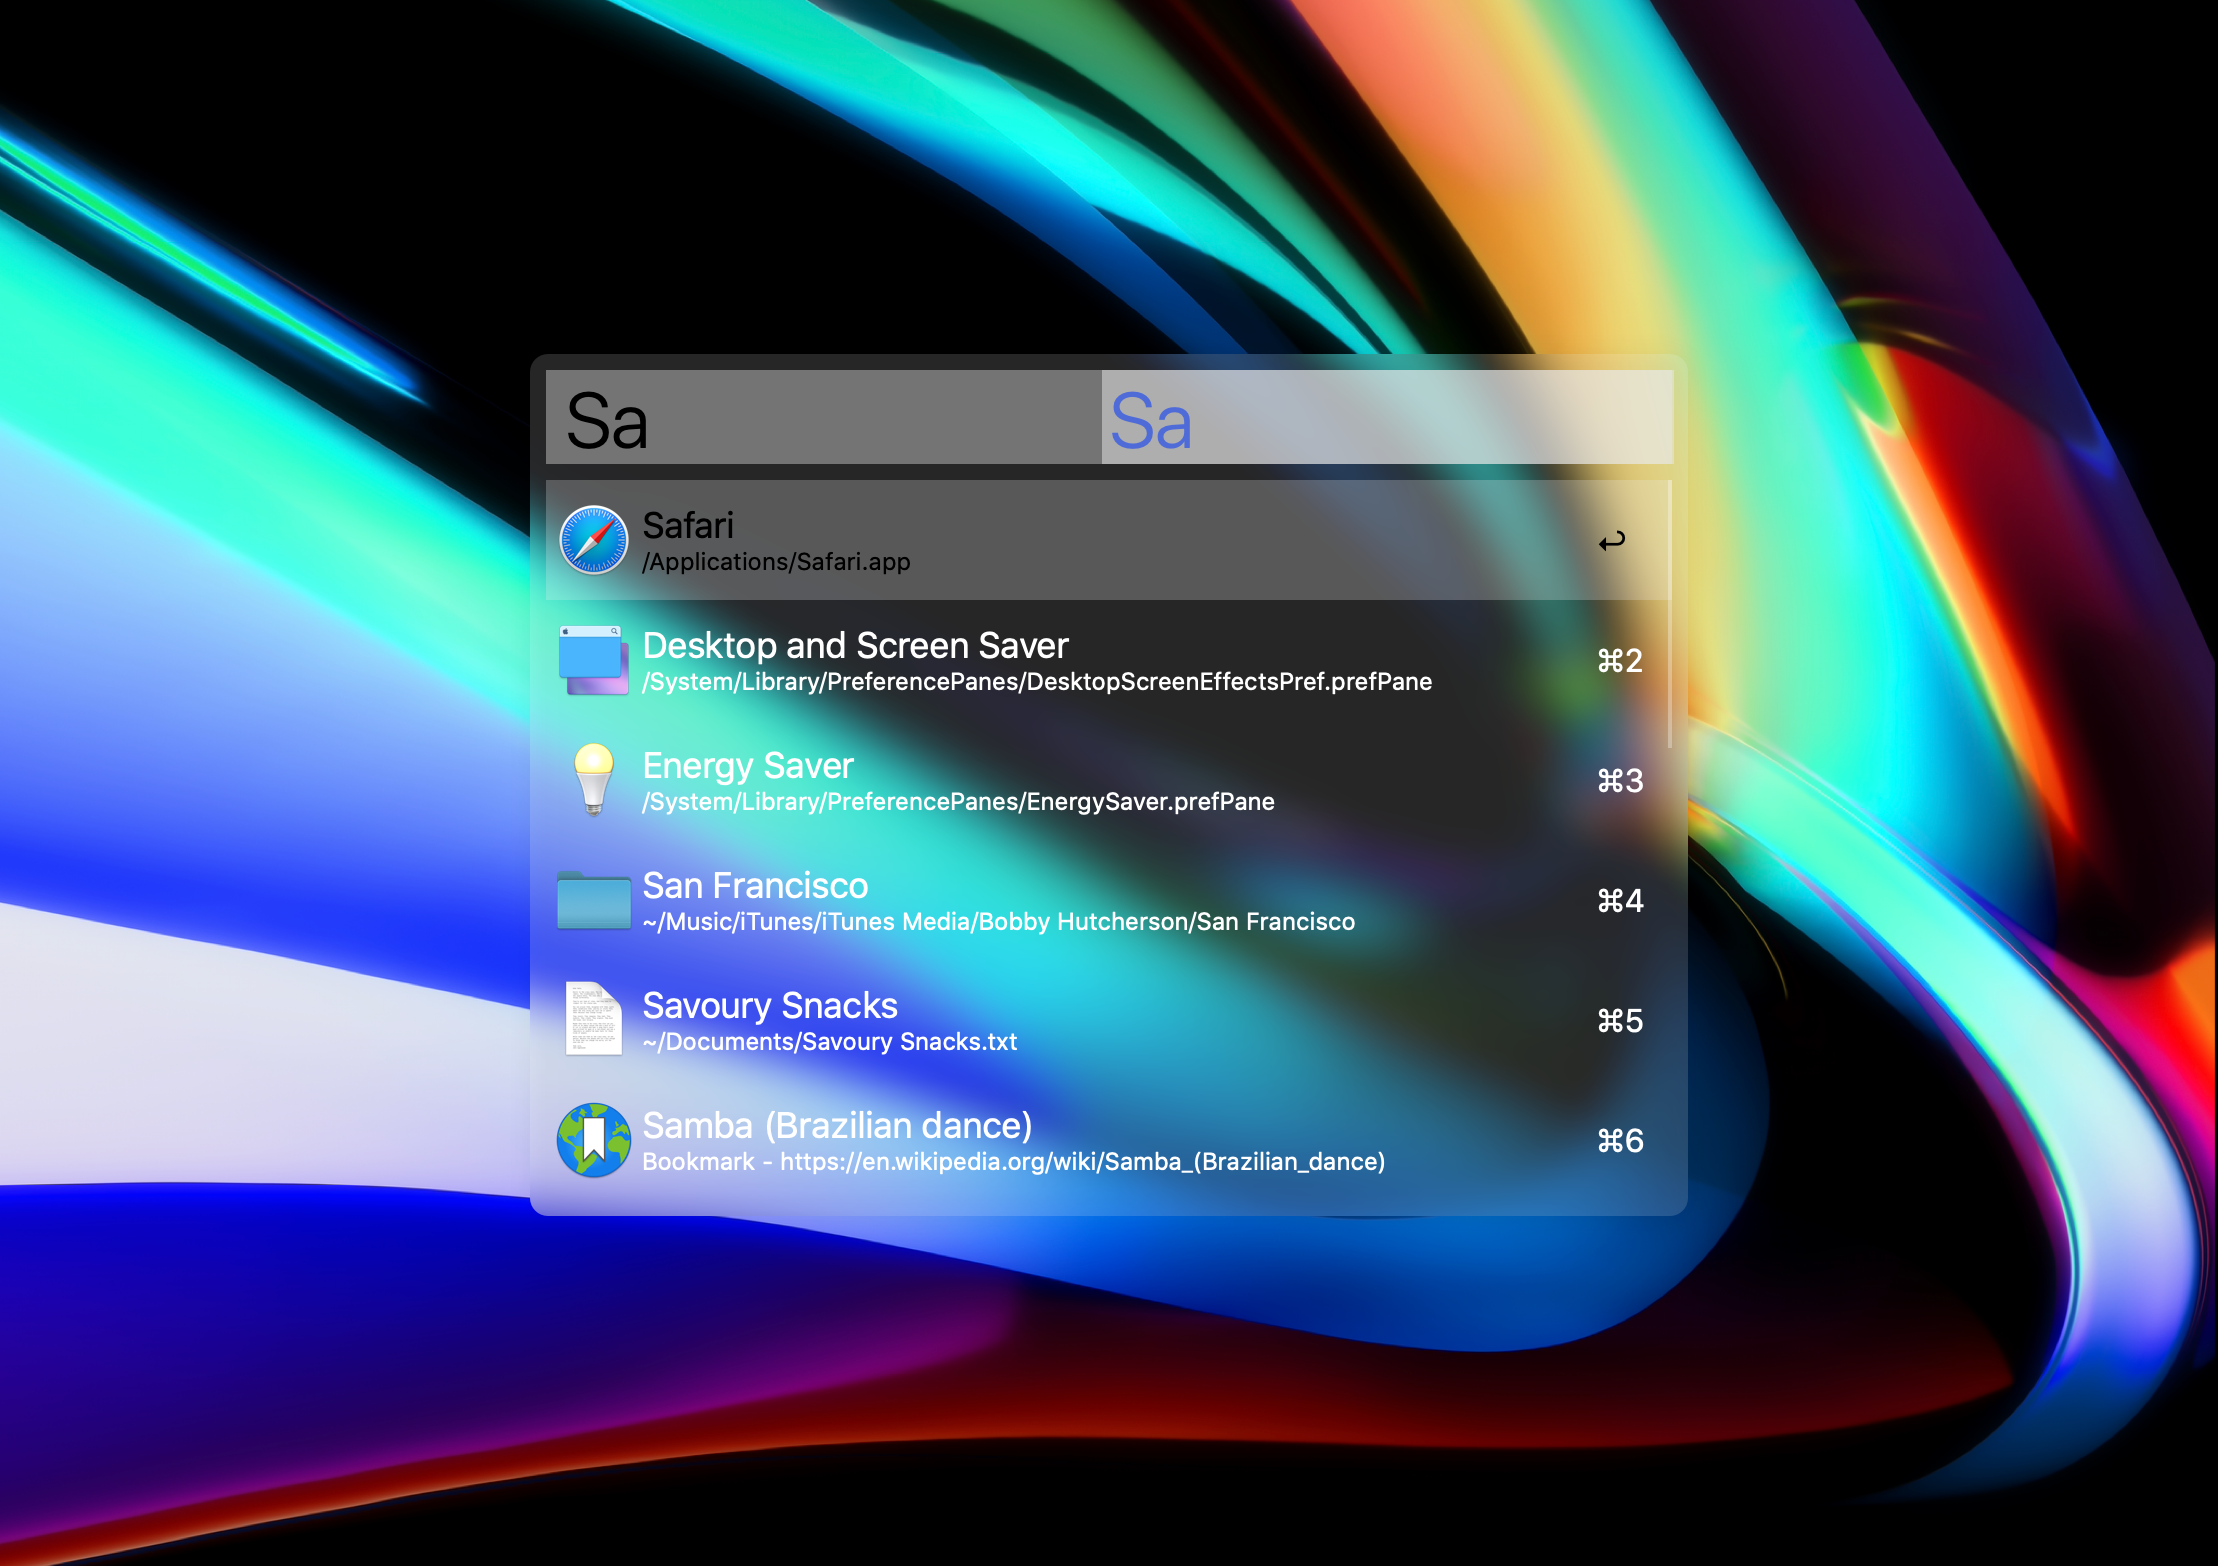 Sa Sa
Safari
/Applications/Safari.app
↩
Desktop and Screen Saver
/System/Library/PreferencePanes/DesktopScreenEffectsPref.prefPane
⌘2
Energy Saver
/System/Library/PreferencePanes/EnergySaver.prefPane
⌘3
San Francisco
~/Music/iTunes/iTunes Media/Bobby Hutcherson/San Francisco
⌘4
Savoury Snacks
~/Documents/Savoury Snacks.txt
⌘5
Samba (Brazilian dance)
Bookmark - https://en.wikipedia.org/wiki/Samba_(Brazilian_dance)
⌘6